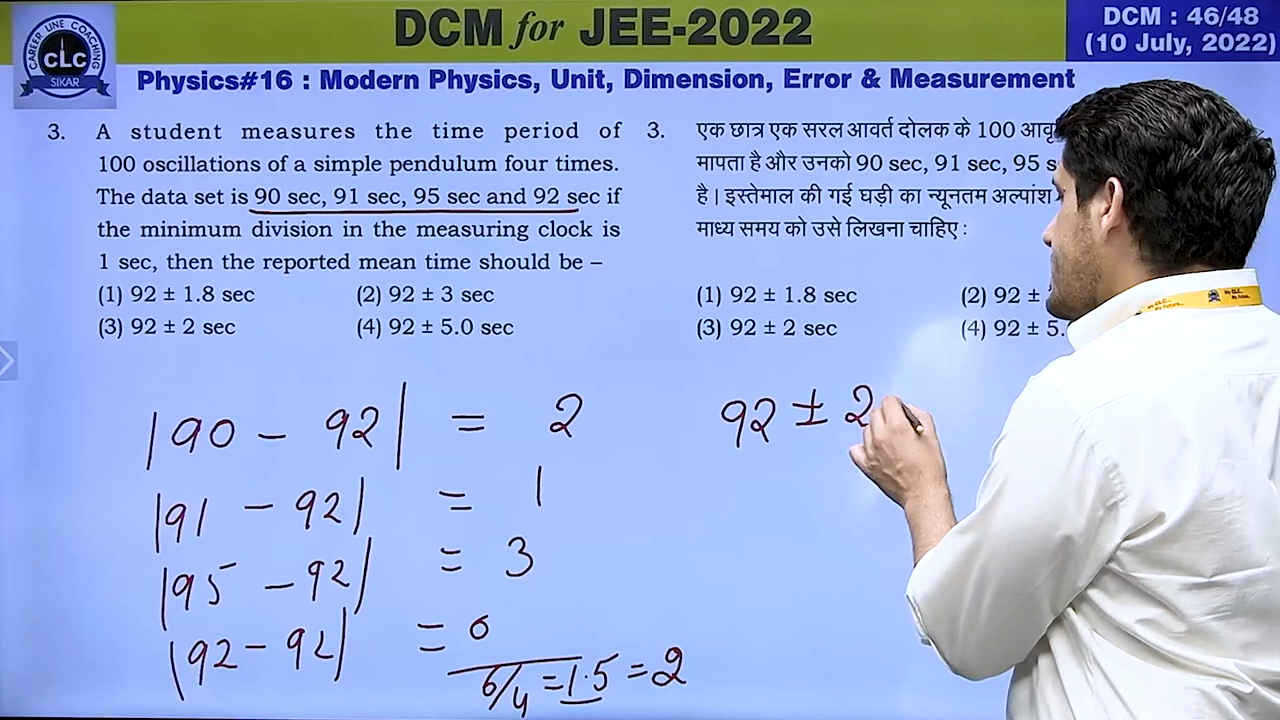 CAREER LINE COACHING
CLC
SIKAR
DCM for JEE-2022
DCM : 46/48
(10 July, 2022)
Physics#16 : Modern Physics, Unit, Dimension, Error & Measurement
3. A student measures the time period of
100 oscillations of a simple pendulum four times.
The data set is 90 sec, 91 sec, 95 sec and 92 sec if
the minimum division in the measuring clock is
1 sec, then the reported mean time should be –
(1) 92 ± 1.8 sec (2) 92 ± 3 sec
(3) 92 ± 2 sec (4) 92 ± 5.0 sec
3. एक छात्र एक सरल आवर्त दोलक के 100
मापता है और उनको 90 sec, 91 sec, 95
है। इस्तेमाल की गई घड़ी का न्यूनतम अल्पांश
माध्य समय को उसे लिखना चाहिए :
(1) 92 ± 1.8 sec (2) 92 ±
(3) 92 ± 2 sec (4) 92 ± 5.
|90 - 92| = 2
|91 - 92| = 1
|95 - 92| = 3
|92 - 92| = 0
6/4 = 1.5 = 2
92 ± 2